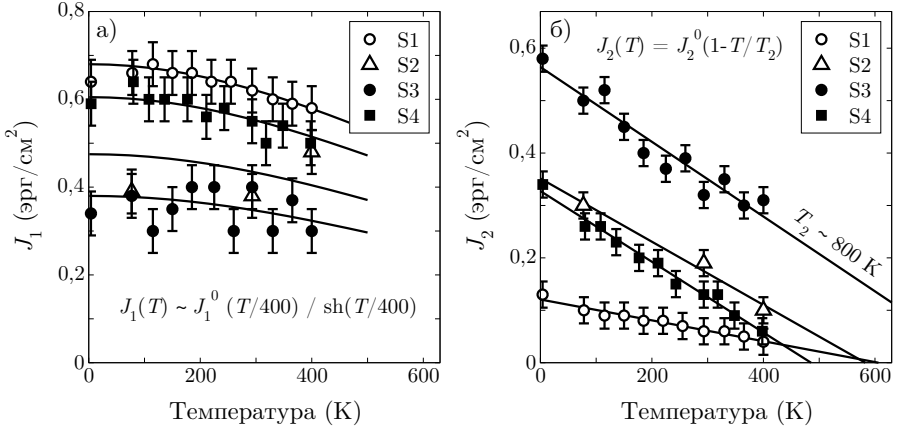 а)
S1
S2
S3
S4
0,8
0,6
0,4
0,2
0
J₁ (эрг/см²)
J₁(T) ~ J₁⁰ (T/400) / sh(T/400)
0 200 400 600
Температура (К)
б)
J₂(T) = J₂⁰(1-T/T₂)
S1
S2
S3
S4
0,6
0,4
0,2
0
J₂ (эрг/см²)
T₂ ~ 800 K
0 200 400 600
Температура (К)